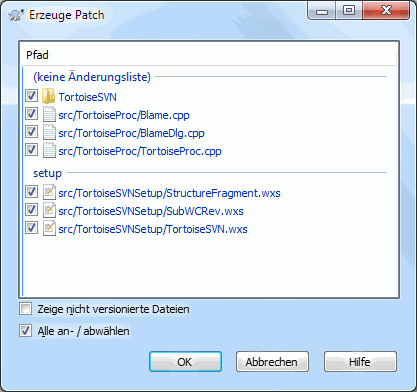 Erzeuge Patch
Pfad
(keine Änderungsliste)
TortoiseSVN
src/TortoiseProc/Blame.cpp
src/TortoiseProc/BlameDlg.cpp
src/TortoiseProc/TortoiseProc.cpp
setup
src/TortoiseSVNSetup/StructureFragment.wxs
src/TortoiseSVNSetup/SubWCRev.wxs
src/TortoiseSVNSetup/TortoiseSVN.wxs
Zeige nicht versionierte Dateien
Alle an- / abwählen
OK Abbrechen Hilfe